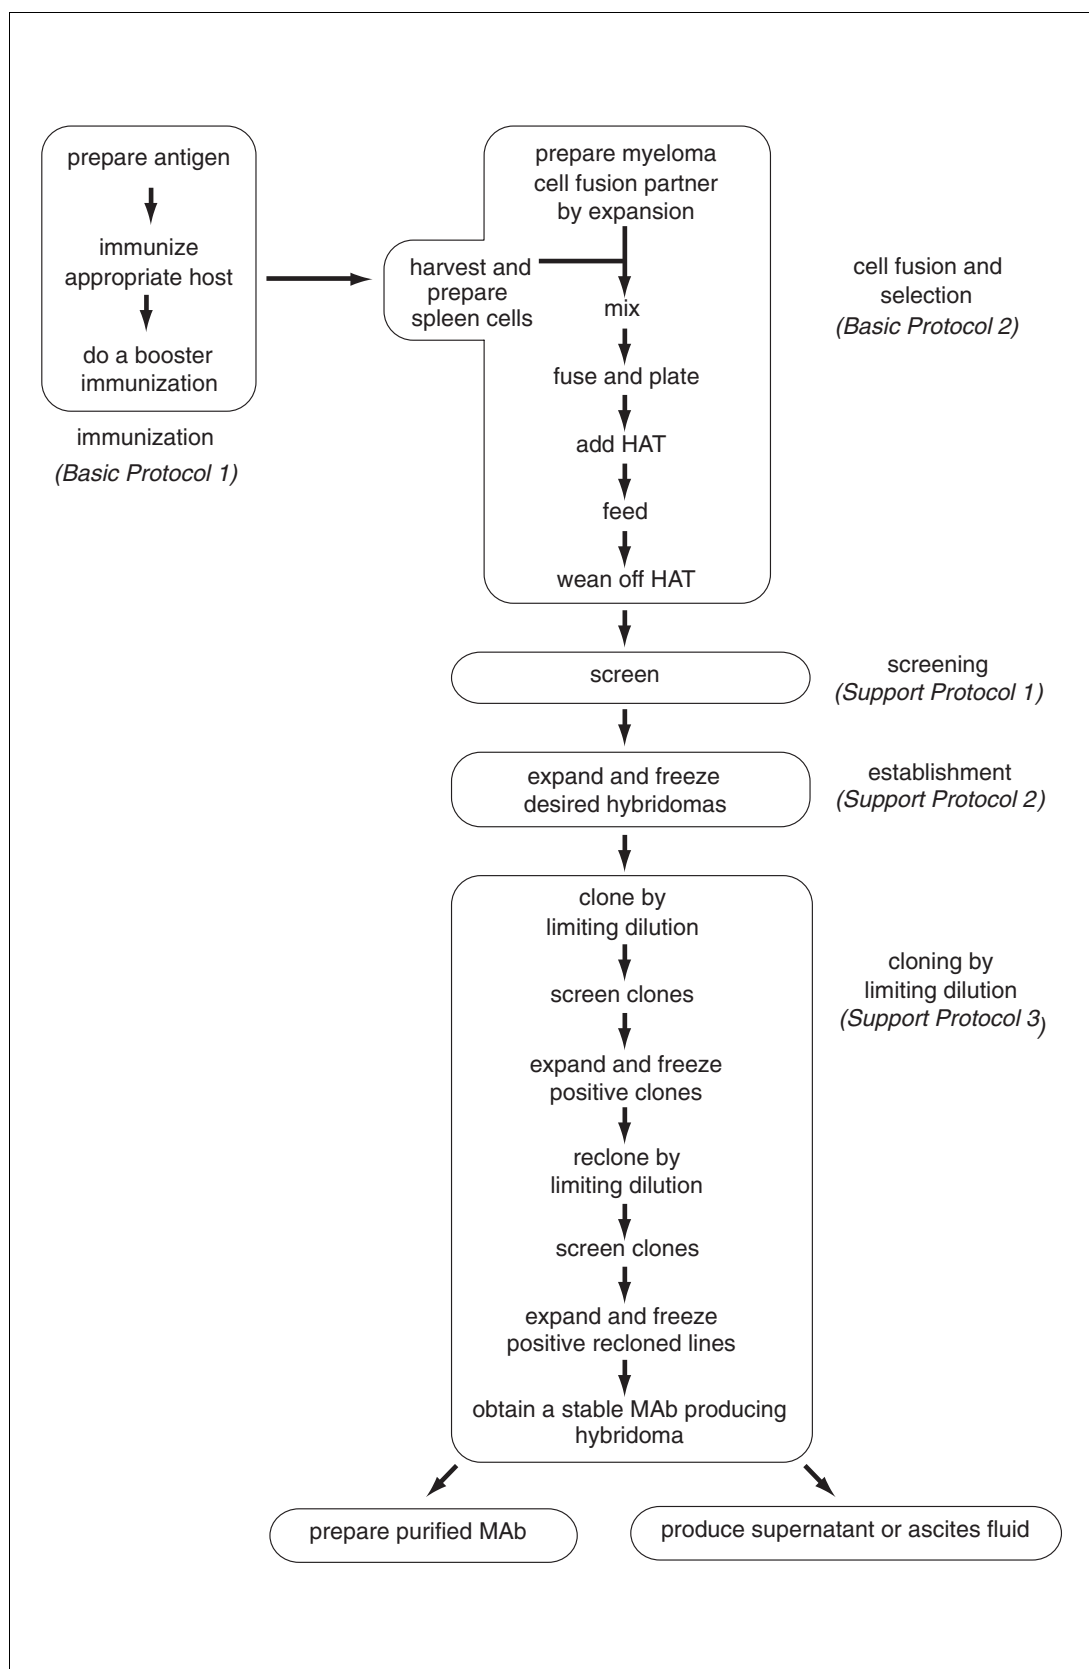 prepare antigen
immunize
appropriate host
do a booster
immunization
immunization
(Basic Protocol 1)
prepare myeloma
cell fusion partner
by expansion
harvest and
prepare
spleen cells
mix
fuse and plate
add HAT
feed
wean off HAT
cell fusion and
selection
(Basic Protocol 2)
screen
screening
(Support Protocol 1)
expand and freeze
desired hybridomas
establishment
(Support Protocol 2)
clone by
limiting dilution
screen clones
expand and freeze
positive clones
reclone by
limiting dilution
screen clones
expand and freeze
positive recloned lines
obtain a stable MAb producing
hybridoma
cloning by
limiting dilution
(Support Protocol 3)
prepare purified MAb
produce supernatant or ascites fluid